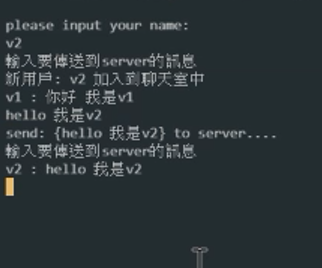 please input your name:
v2
輸入要傳送到server的訊息
新用戶: v2 加入到聊天室中
v1 : 你好 我是v1
hello 我是v2
send: {hello 我是v2} to server....
輸入要傳送到server的訊息
v2 : hello 我是v2